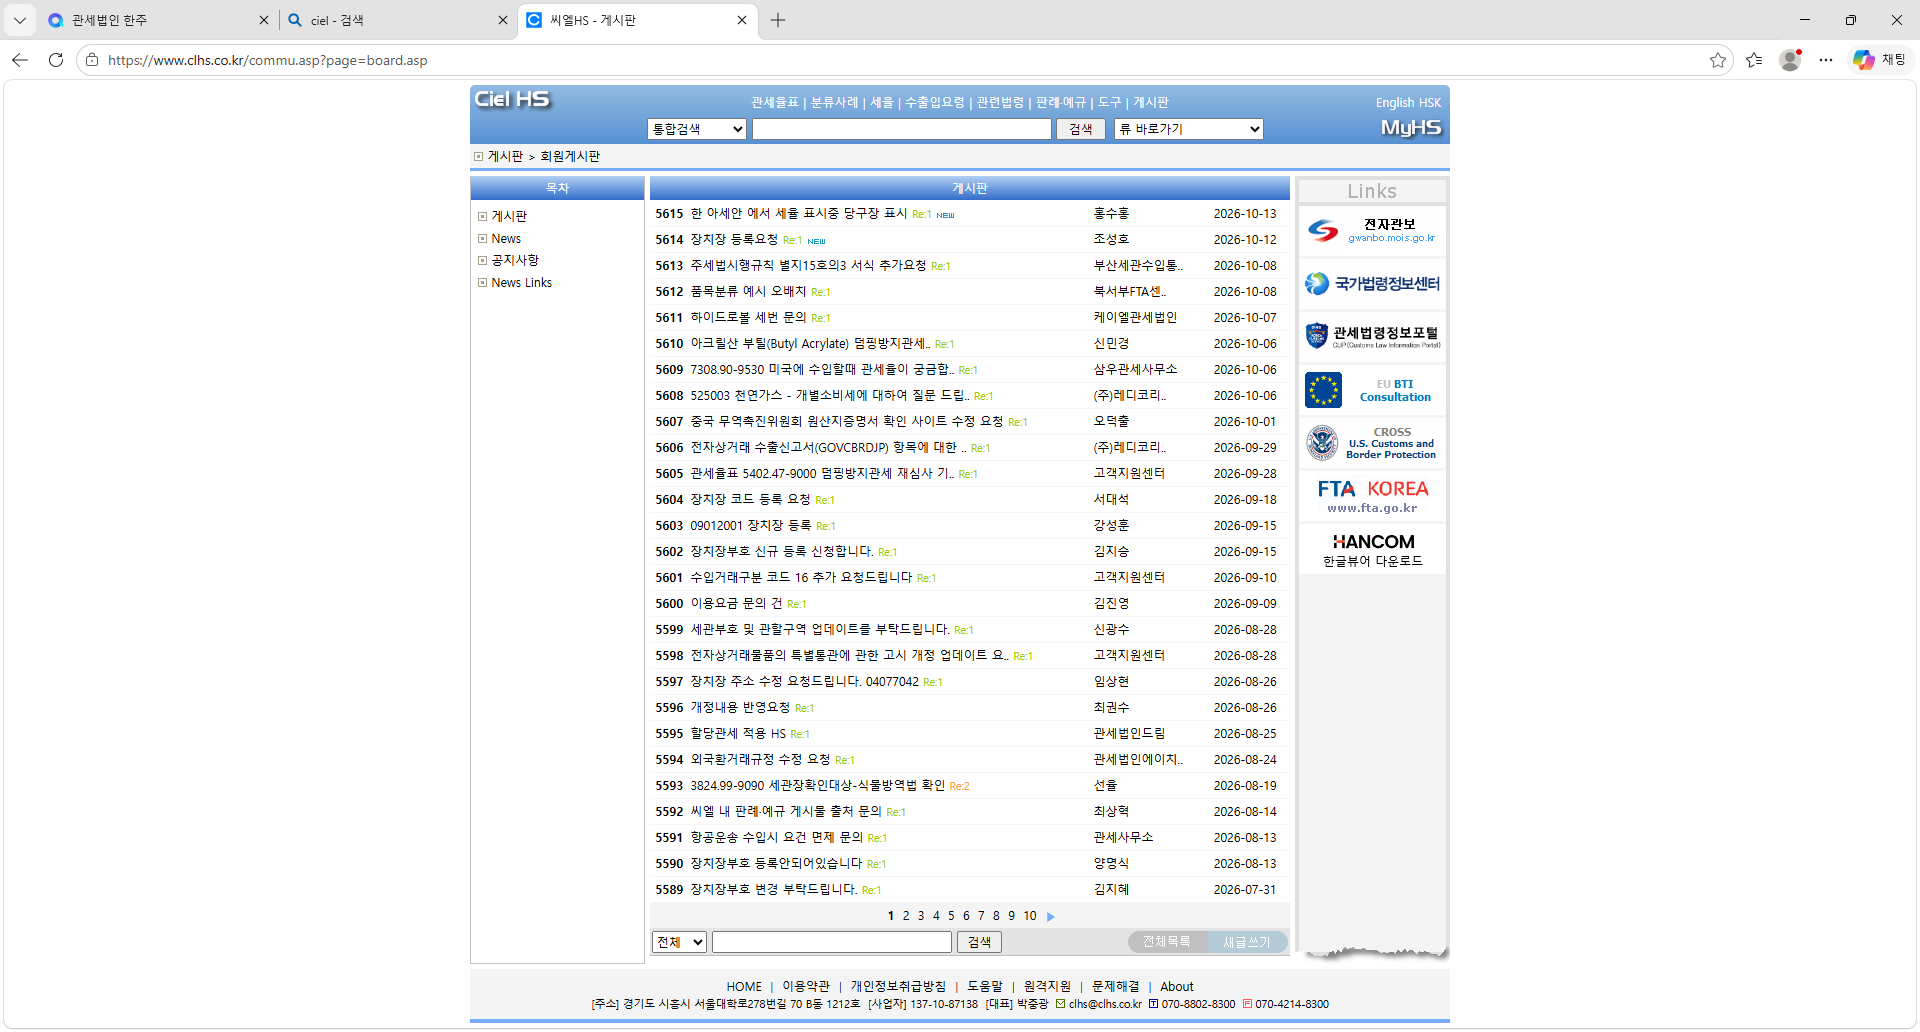 관세법인 한주
ciel - 검색
씨엘HS - 게시판
https://www.clhs.co.kr/commu.asp?page=board.asp
채팅
Ciel HS
관세율표 | 분류사례 | 세율 | 수출입요령 | 관련법령 | 판례·예규 | 도구 | 게시판
English HSK
통합검색 검색 류 바로가기
MyHS
게시판 > 회원게시판
목차
게시판
News
공지사항
News Links
게시판
5615 한 아세안 에서 세율 표시중 당구장 표시 Re:1 NEW 홍수홍 2026-10-13
5614 장치장 등록요청 Re:1 NEW 조성호 2026-10-12
5613 주세법시행규칙 별지15호의3 서식 추가요청 Re:1 부산세관수입통.. 2026-10-08
5612 품목분류 예시 오배치 Re:1 북서부FTA센.. 2026-10-08
5611 하이드로볼 세번 문의 Re:1 케이엘관세법인 2026-10-07
5610 아크릴산 부틸(Butyl Acrylate) 덤핑방지관세.. Re:1 신민경 2026-10-06
5609 7308.90-9530 미국에 수입할때 관세율이 궁금합.. Re:1 삼우관세사무소 2026-10-06
5608 525003 천연가스 - 개별소비세에 대하여 질문 드립.. Re:1 (주)레디코리.. 2026-10-06
5607 중국 무역촉진위원회 원산지증명서 확인 사이트 수정 요청 Re:1 오덕출 2026-10-01
5606 전자상거래 수출신고서(GOVCBRDJP) 항목에 대한 .. Re:1 (주)레디코리.. 2026-09-29
5605 관세율표 5402.47-9000 덤핑방지관세 재심사 기.. Re:1 고객지원센터 2026-09-28
5604 장치장 코드 등록 요청 Re:1 서대석 2026-09-18
5603 09012001 장치장 등록 Re:1 강성훈 2026-09-15
5602 장치장부호 신규 등록 신청합니다. Re:1 김지승 2026-09-15
5601 수입거래구분 코드 16 추가 요청드립니다 Re:1 고객지원센터 2026-09-10
5600 이용요금 문의 건 Re:1 김진영 2026-09-09
5599 세관부호 및 관할구역 업데이트를 부탁드립니다. Re:1 신광수 2026-08-28
5598 전자상거래물품의 특별통관에 관한 고시 개정 업데이트 요.. Re:1 고객지원센터 2026-08-28
5597 장치장 주소 수정 요청드립니다. 04077042 Re:1 임상현 2026-08-26
5596 개정내용 반영요청 Re:1 최권수 2026-08-26
5595 할당관세 적용 HS Re:1 관세법인드림 2026-08-25
5594 외국환거래규정 수정 요청 Re:1 관세법인에이치.. 2026-08-24
5593 3824.99-9090 세관장확인대상-식물방역법 확인 Re:2 선율 2026-08-19
5592 씨엘 내 판례·예규 게시물 출처 문의 Re:1 최상혁 2026-08-14
5591 항공운송 수입시 요건 면제 문의 Re:1 관세사무소 2026-08-13
5590 장치장부호 등록안되어있습니다 Re:1 양명식 2026-08-13
5589 장치장부호 변경 부탁드립니다. Re:1 김지혜 2026-07-31
1 2 3 4 5 6 7 8 9 10
전체 검색 전체목록 새글쓰기
Links
전자관보
gwanbo.mois.go.kr
국가법령정보센터
관세법령정보포털
CLIP(Customs Law Information Portal)
EU BTI
Consultation
CROSS
U.S. Customs and
Border Protection
FTA KOREA
www.fta.go.kr
HANCOM
한글뷰어 다운로드
HOME | 이용약관 | 개인정보취급방침 | 도움말 | 원격지원 | 문제해결 | About
[주소] 경기도 시흥시 서울대학로278번길 70 B동 1212호 [사업자] 137-10-87138 [대표] 박중광 clhs@clhs.co.kr 070-8802-8300 070-4214-8300